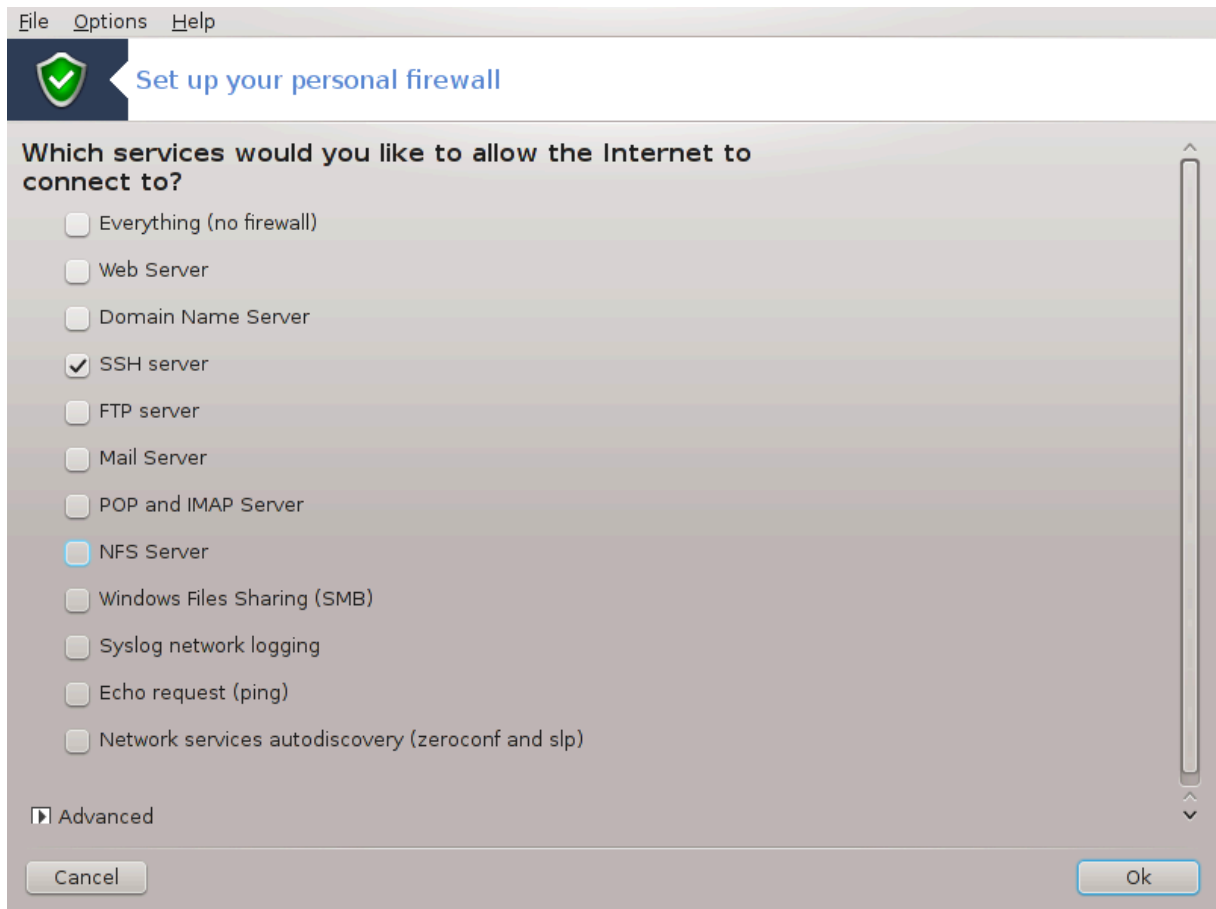 File Options Help
Set up your personal firewall
Which services would you like to allow the Internet to
connect to?
Everything (no firewall)
Web Server
Domain Name Server
SSH server
FTP server
Mail Server
POP and IMAP Server
NFS Server
Windows Files Sharing (SMB)
Syslog network logging
Echo request (ping)
Network services autodiscovery (zeroconf and slp)
Advanced
Cancel Ok